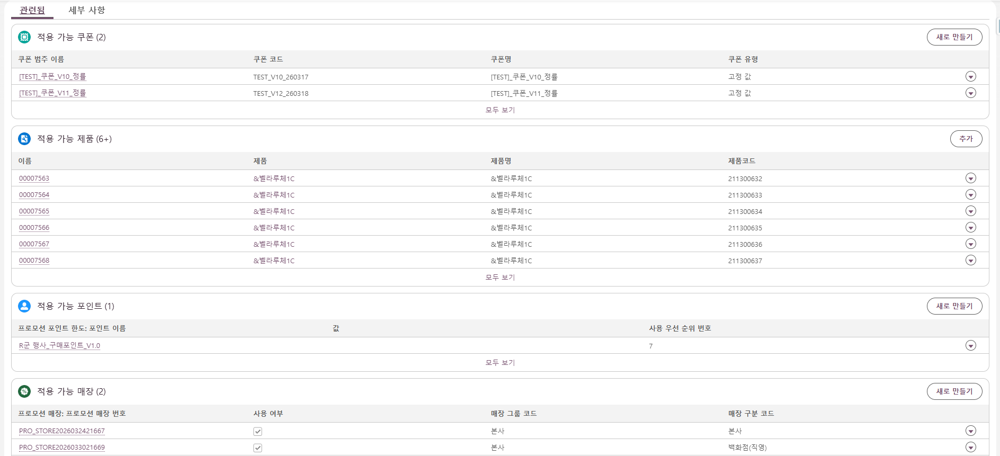 관련됨 세부 사항
적용 가능 쿠폰 (2) 새로 만들기
쿠폰 범주 이름 쿠폰 코드 쿠폰명 쿠폰 유형
[TEST]_쿠폰_V10_정률 TEST_V10_260317 [TEST]_쿠폰_V10_정률 고정 값
[TEST]_쿠폰_V11_정률 TEST_V12_260318 [TEST]_쿠폰_V11_정률 고정 값
모두 보기
적용 가능 제품 (6+) 추가
이름 제품 제품명 제품코드
00007563 &벨라루체1C &벨라루체1C 211300632
00007564 &벨라루체1C &벨라루체1C 211300633
00007565 &벨라루체1C &벨라루체1C 211300634
00007566 &벨라루체1C &벨라루체1C 211300635
00007567 &벨라루체1C &벨라루체1C 211300636
00007568 &벨라루체1C &벨라루체1C 211300637
모두 보기
적용 가능 포인트 (1) 새로 만들기
프로모션 포인트 한도: 포인트 이름 값 사용 우선 순위 번호
R군 행사_구매포인트_V1.0 7
모두 보기
적용 가능 매장 (2) 새로 만들기
프로모션 매장: 프로모션 매장 번호 사용 여부 매장 그룹 코드 매장 구분 코드
PRO_STORE2026032421667 본사 본사
PRO_STORE2026033021669 본사 백화점(직영)